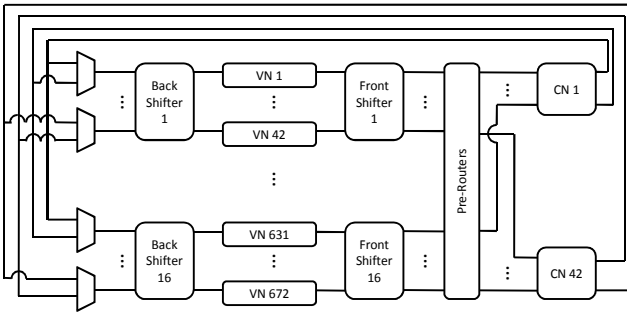 Back
Shifter
1
VN 1
...
VN 42
Front
Shifter
1
...
...
...
CN 1
...
Pre-Routers
Back
Shifter
16
VN 631
...
VN 672
Front
Shifter
16
...
...
...
CN 42